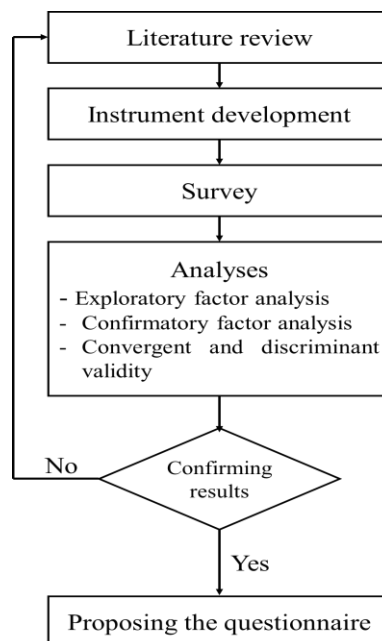 Literature review
Instrument development
Survey
Analyses
- Exploratory factor analysis
- Confirmatory factor analysis
- Convergent and discriminant
validity
No
Confirming
results
Yes
Proposing the questionnaire